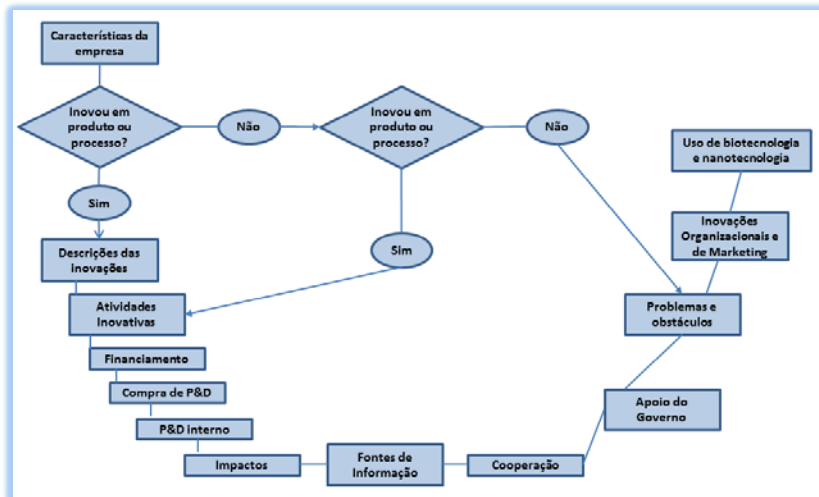 Características da
empresa
Inovou em
produto ou
processo?
Não
Inovou em
produto ou
processo?
Não
Uso de biotecnologia
e nanotecnologia
Sim
Inovações
Organizacionais e
de Marketing
Descrições das
Inovações
Sim
Atividades
Inovativas
Problemas e
obstáculos
Financiamento
Compra de P&D
Apoio do
Governo
P&D interno
Impactos
Fontes de
Informação
Cooperação